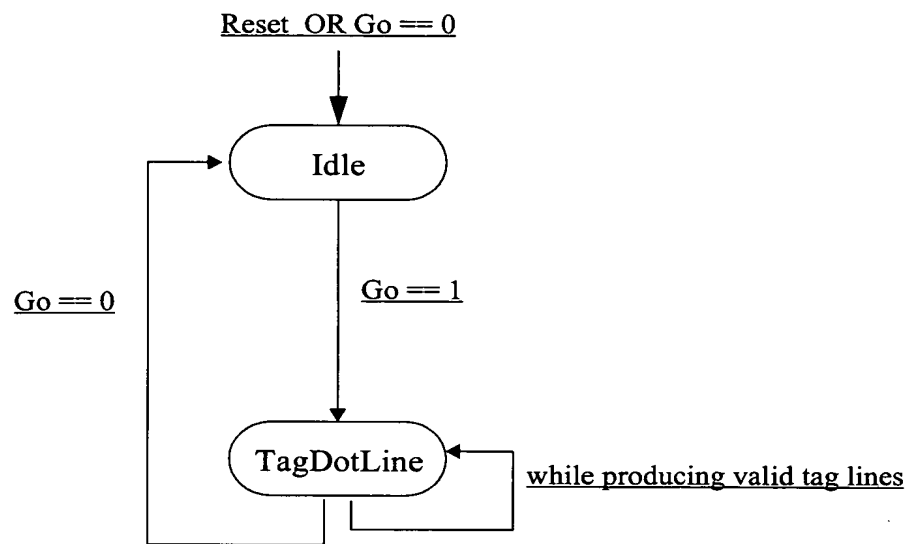 Reset OR Go == 0
Idle
Go == 0
Go == 1
TagDotLine
while producing valid tag lines